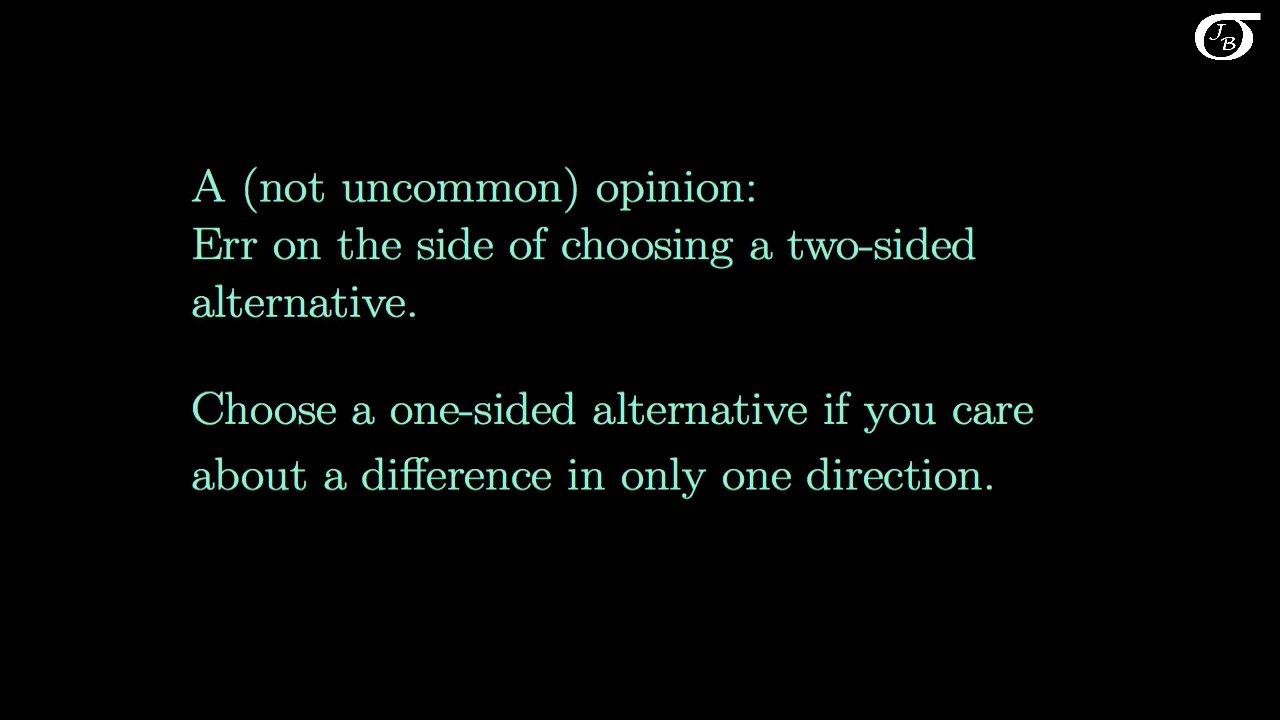 JB
A (not uncommon) opinion:
Err on the side of choosing a two-sided
alternative.
Choose a one-sided alternative if you care
about a difference in only one direction.